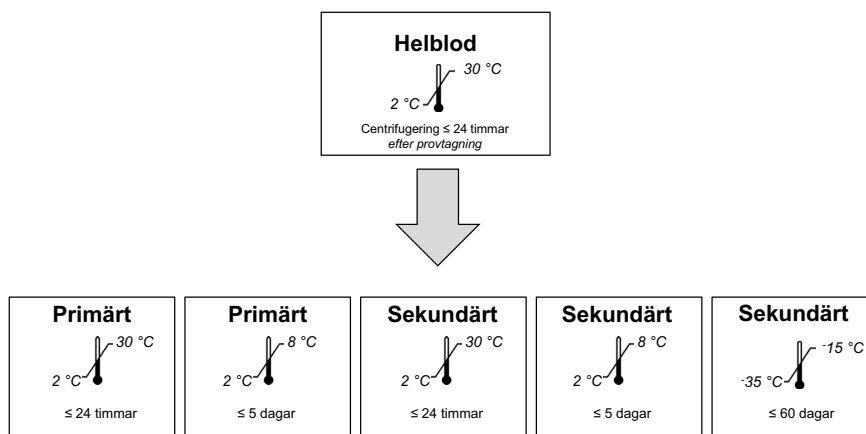 Helblod
30 °C
2 °C
Centrifugering ≤ 24 timmar
efter provtagning
Primärt
30 °C
2 °C
≤ 24 timmar
Primärt
8 °C
2 °C
≤ 5 dagar
Sekundärt
30 °C
2 °C
≤ 24 timmar
Sekundärt
8 °C
2 °C
≤ 5 dagar
Sekundärt
-15 °C
-35 °C
≤ 60 dagar